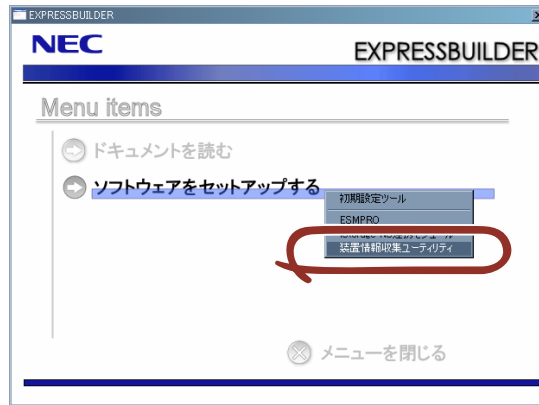 EXPRESSBUILDER
NEC
EXPRESSBUILDER
Menu items
ドキュメントを読む
ソフトウェアをセットアップする
初期設定ツール
ESMPRO
装置情報収集ユーティリティ
メニューを閉じる